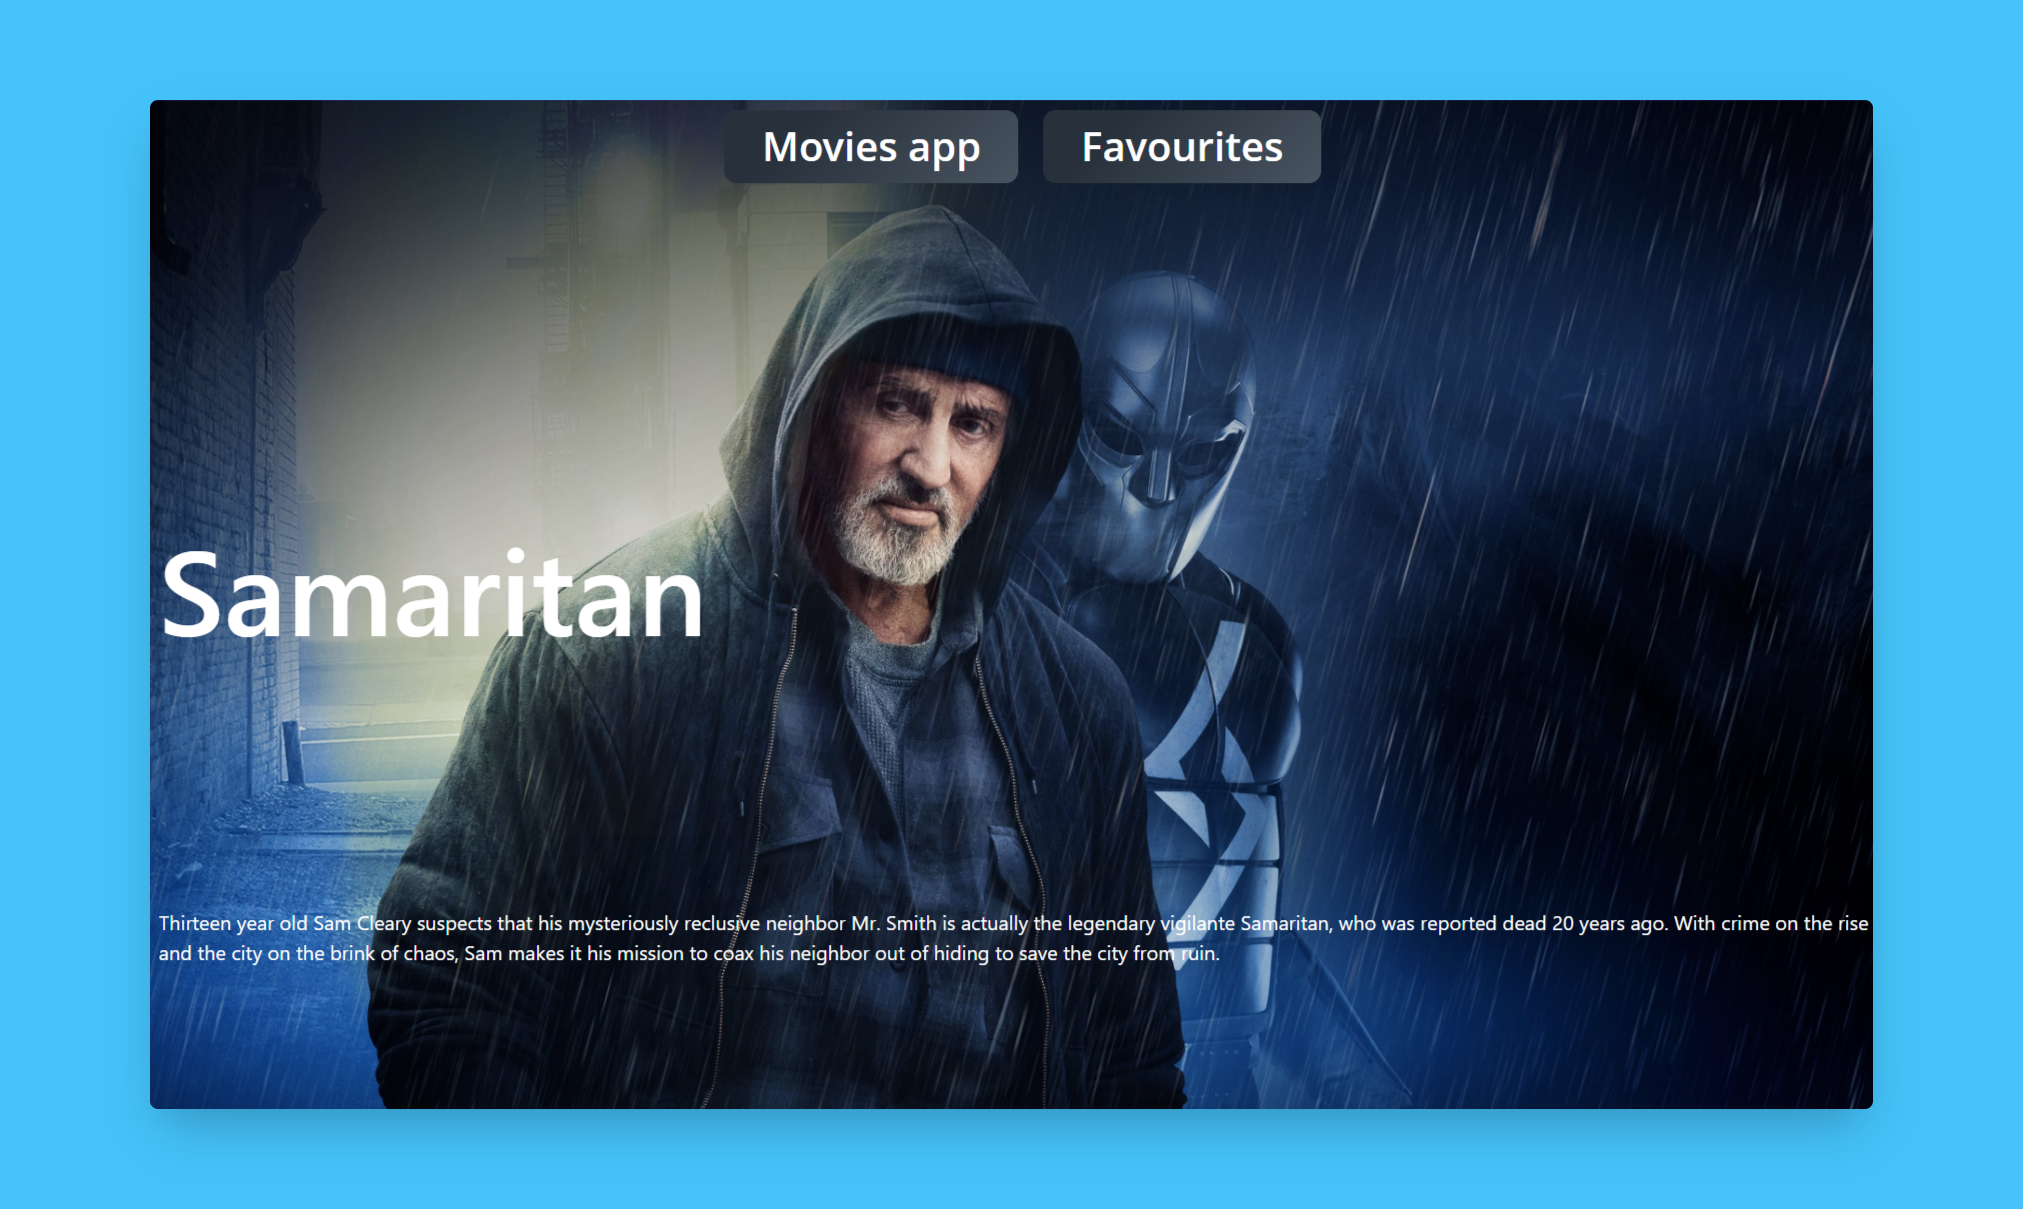 Movies app
Favourites
Samaritan
Thirteen year old Sam Cleary suspects that his mysteriously reclusive neighbor Mr. Smith is actually the legendary vigilante Samaritan, who was reported dead 20 years ago. With crime on the rise
and the city on the brink of chaos, Sam makes it his mission to coax his neighbor out of hiding to save the city from ruin.